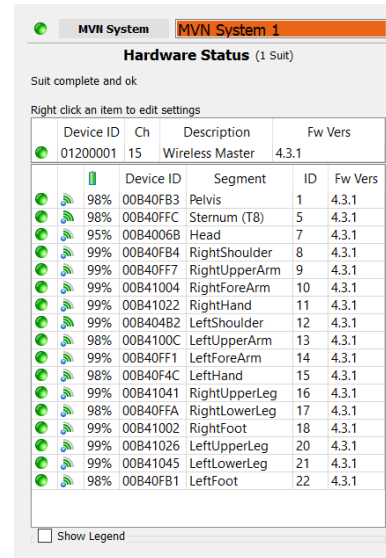 MVN System MVN System 1
Hardware Status (1 Suit)
Suit complete and ok
Right click an item to edit settings
Device ID Ch Description Fw Vers
01200001 15 Wireless Master 4.3.1
Device ID Segment ID Fw Vers
98% 00B40FB3 Pelvis 1 4.3.1
98% 00B40FFC Sternum (T8) 5 4.3.1
95% 00B4006B Head 7 4.3.1
99% 00B40FB4 RightShoulder 8 4.3.1
99% 00B40FF7 RightUpperArm 9 4.3.1
99% 00B41004 RightForeArm 10 4.3.1
99% 00B41022 RightHand 11 4.3.1
99% 00B404B2 LeftShoulder 12 4.3.1
98% 00B4100C LeftUpperArm 13 4.3.1
99% 00B40FF1 LeftForeArm 14 4.3.1
98% 00B40F4C LeftHand 15 4.3.1
99% 00B41041 RightUpperLeg 16 4.3.1
98% 00B40FFA RightLowerLeg 17 4.3.1
99% 00B41002 RightFoot 18 4.3.1
99% 00B41026 LeftUpperLeg 20 4.3.1
99% 00B41045 LeftLowerLeg 21 4.3.1
98% 00B40FB1 LeftFoot 22 4.3.1
Show Legend